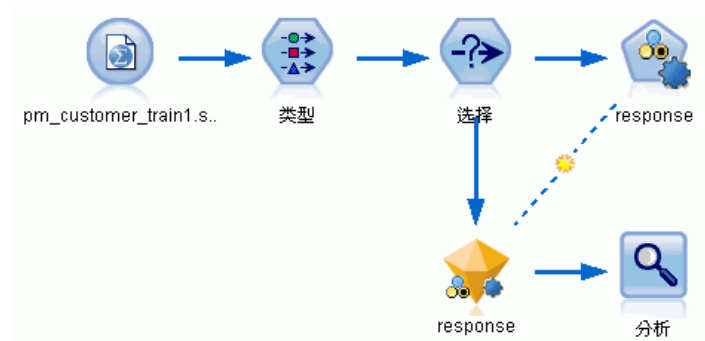 pm_customer_train1.s..
类型
选择
response
response
分析